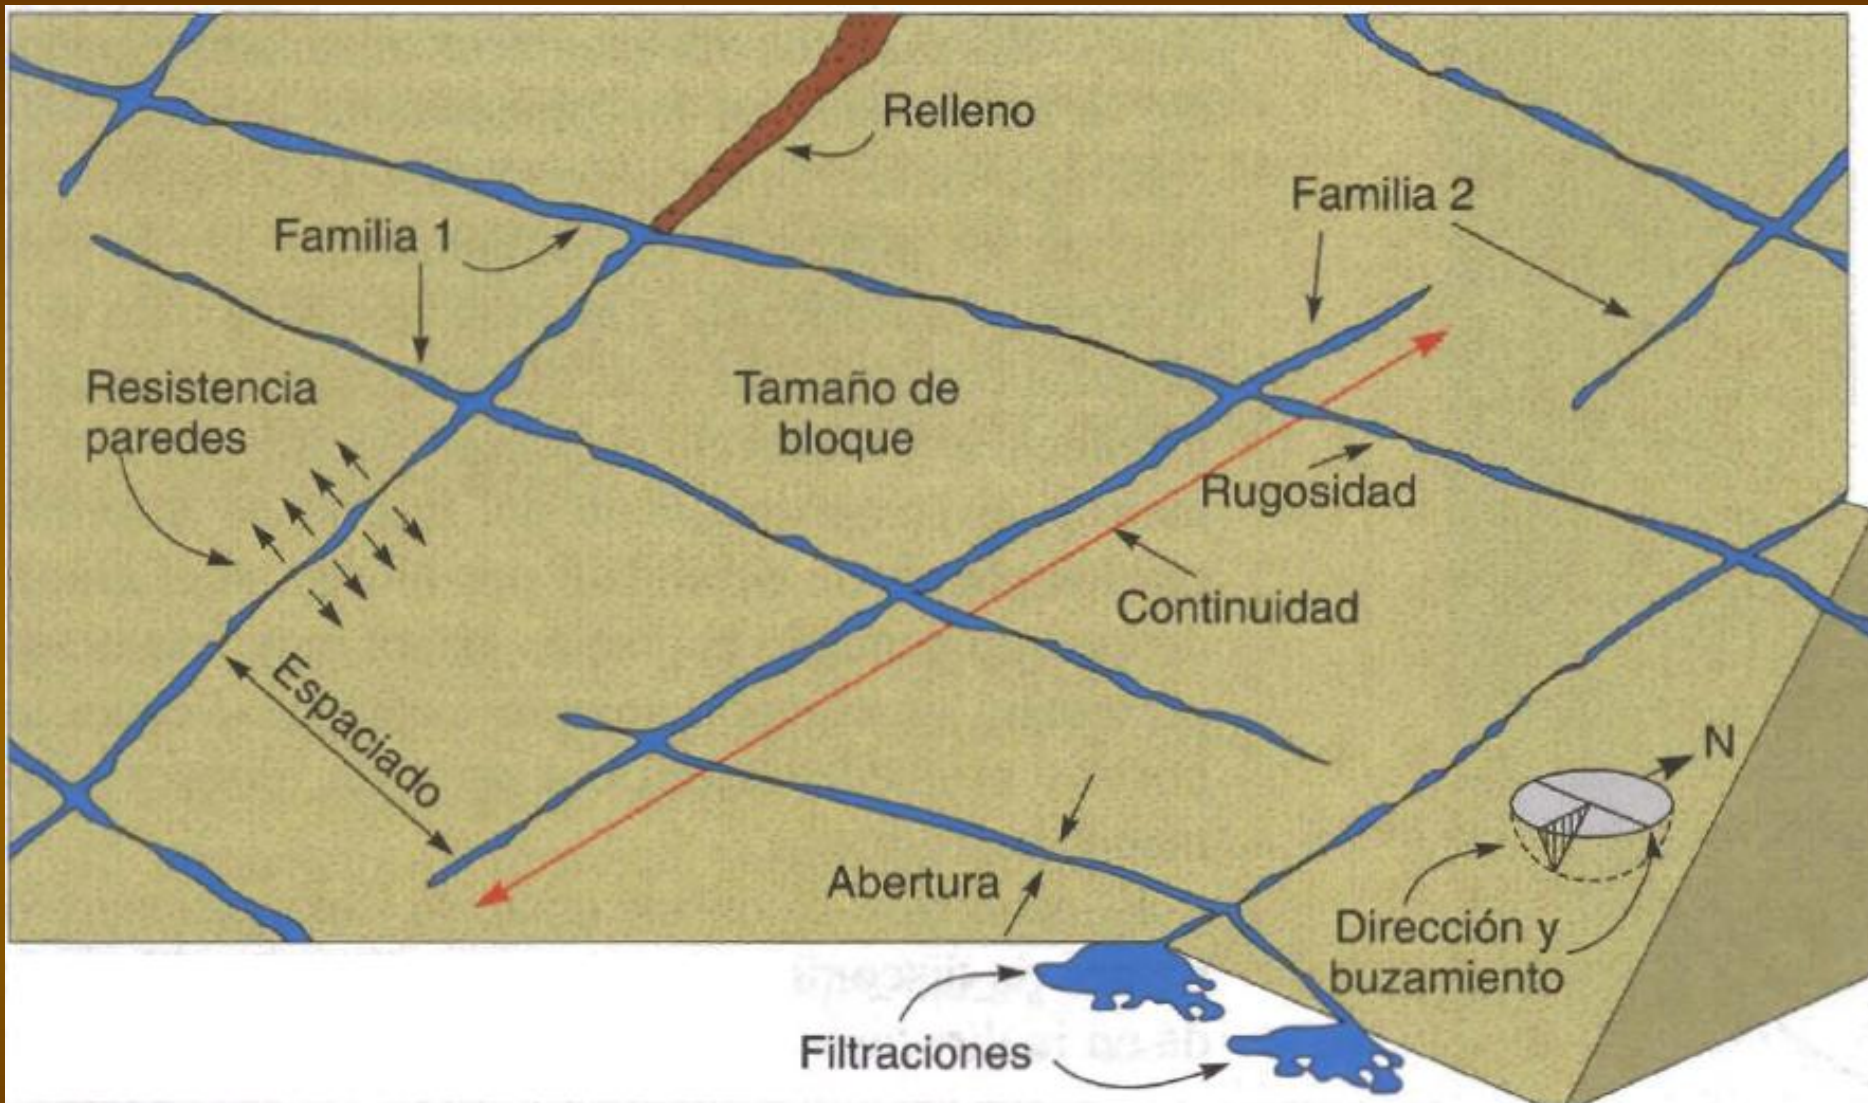 Relleno
Familia 2
Familia 1
Resistencia
paredes
Tamaño de
bloque
Rugosidad
Continuidad
Espaciado
N
Abertura
Dirección y
buzamiento
Filtraciones